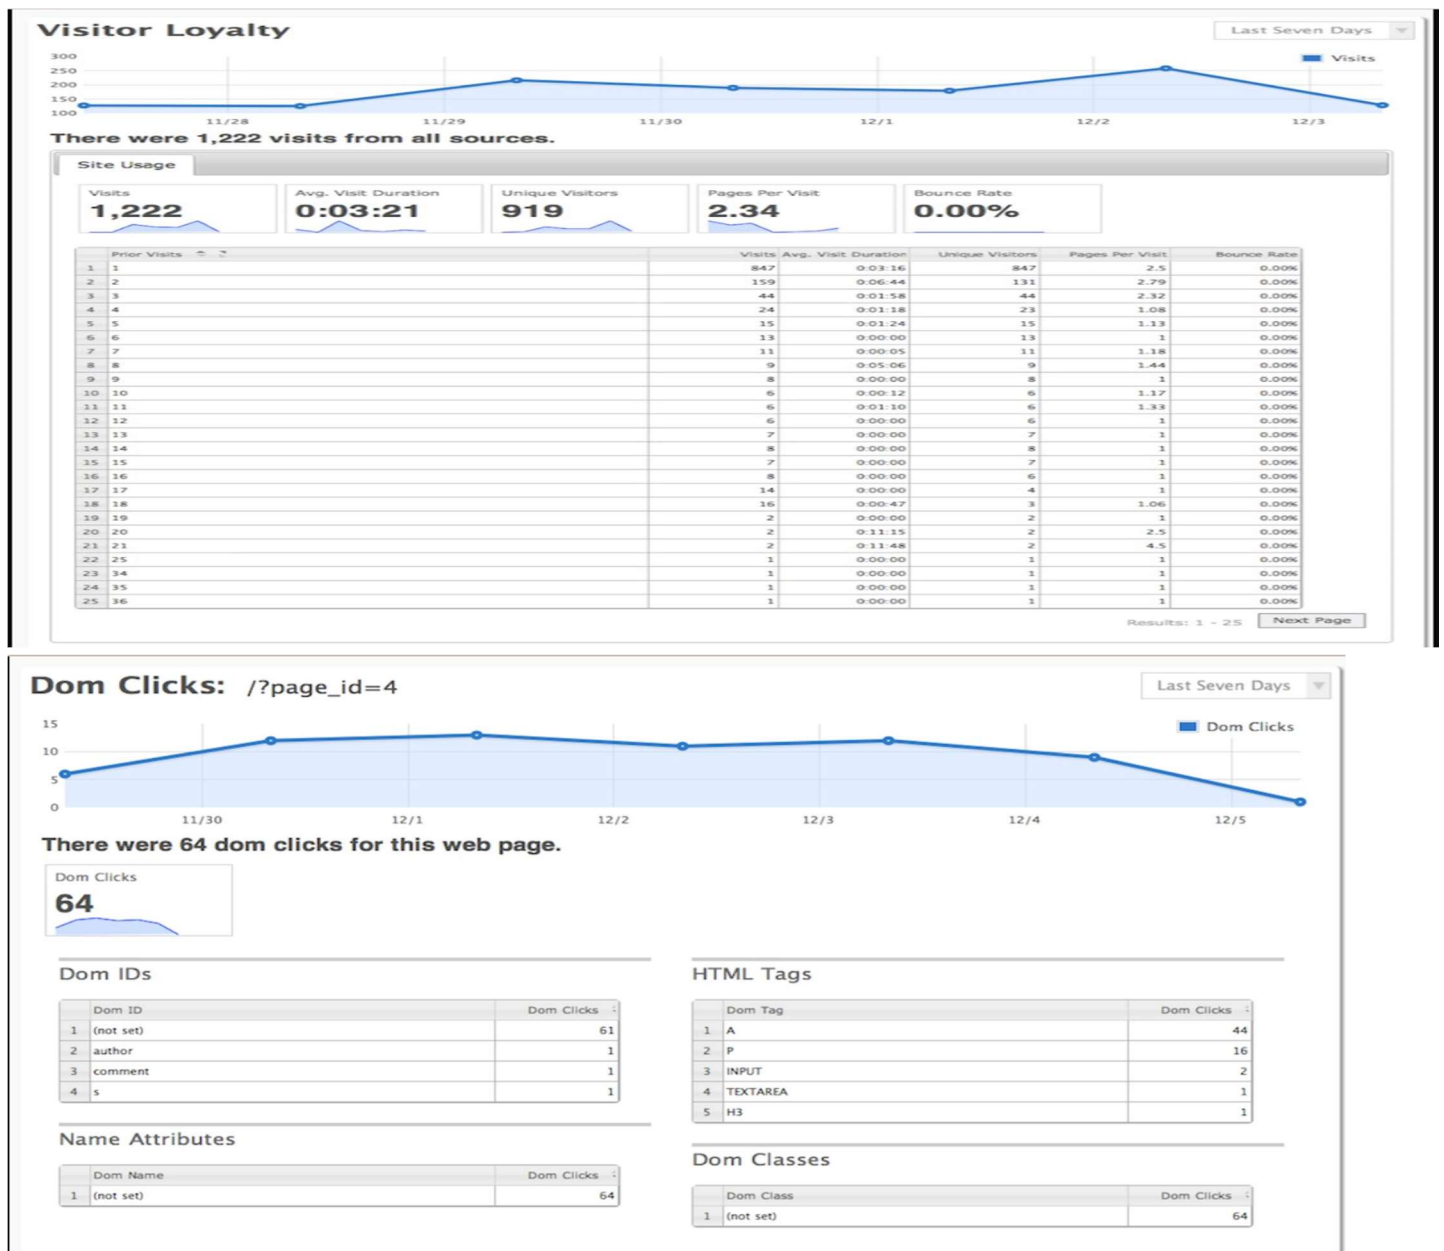 Visitor Loyalty
Last Seven Days
300
250
200
150
100
Visits
11/28 11/29 11/30 12/1 12/2 12/3
There were 1,222 visits from all sources.
Site Usage
Visits Avg. Visit Duration Unique Visitors Pages Per Visit Bounce Rate
1,222 0:03:21 919 2.34 0.00%
Prior Visits Visits Avg. Visit Duration Unique Visitors Pages Per Visit Bounce Rate
1 1 847 0:03:16 847 2.5 0.00%
2 2 159 0:06:44 131 2.79 0.00%
3 3 44 0:01:58 44 2.32 0.00%
4 4 24 0:01:18 23 1.08 0.00%
5 5 15 0:01:24 15 1.13 0.00%
6 6 13 0:00:00 13 1 0.00%
7 7 11 0:00:05 11 1.18 0.00%
8 8 9 0:05:06 9 1.44 0.00%
9 9 8 0:00:00 8 1 0.00%
10 10 6 0:00:12 6 1.17 0.00%
11 11 6 0:01:10 6 1.33 0.00%
12 12 6 0:00:00 6 1 0.00%
13 13 7 0:00:00 7 1 0.00%
14 14 8 0:00:00 8 1 0.00%
15 15 7 0:00:00 7 1 0.00%
16 16 8 0:00:00 6 1 0.00%
17 17 14 0:00:00 4 1 0.00%
18 18 16 0:00:47 3 1.06 0.00%
19 19 2 0:00:00 2 1 0.00%
20 20 2 0:11:15 2 2.5 0.00%
21 21 2 0:11:48 2 4.5 0.00%
22 25 1 0:00:00 1 1 0.00%
23 34 1 0:00:00 1 1 0.00%
24 35 1 0:00:00 1 1 0.00%
25 36 1 0:00:00 1 1 0.00%
Results: 1 - 25 Next Page
Dom Clicks: /?page_id=4
Last Seven Days
15
10
5
0
Dom Clicks
11/30 12/1 12/2 12/3 12/4 12/5
There were 64 dom clicks for this web page.
Dom Clicks
64
Dom IDs
Dom ID Dom Clicks
1 (not set) 61
2 author 1
3 comment 1
4 s 1
Name Attributes
Dom Name Dom Clicks
1 (not set) 64
HTML Tags
Dom Tag Dom Clicks
1 A 44
2 P 16
3 INPUT 2
4 TEXTAREA 1
5 H3 1
Dom Classes
Dom Class Dom Clicks
1 (not set) 64